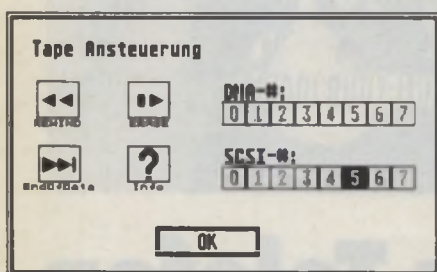 Tape Ansteuerung
DMA-#:
0 1 2 3 4 5 6 7
REWIND ERASE
SCSI-#:
0 1 2 3 4 5 6 7
EndOfData Info
OK